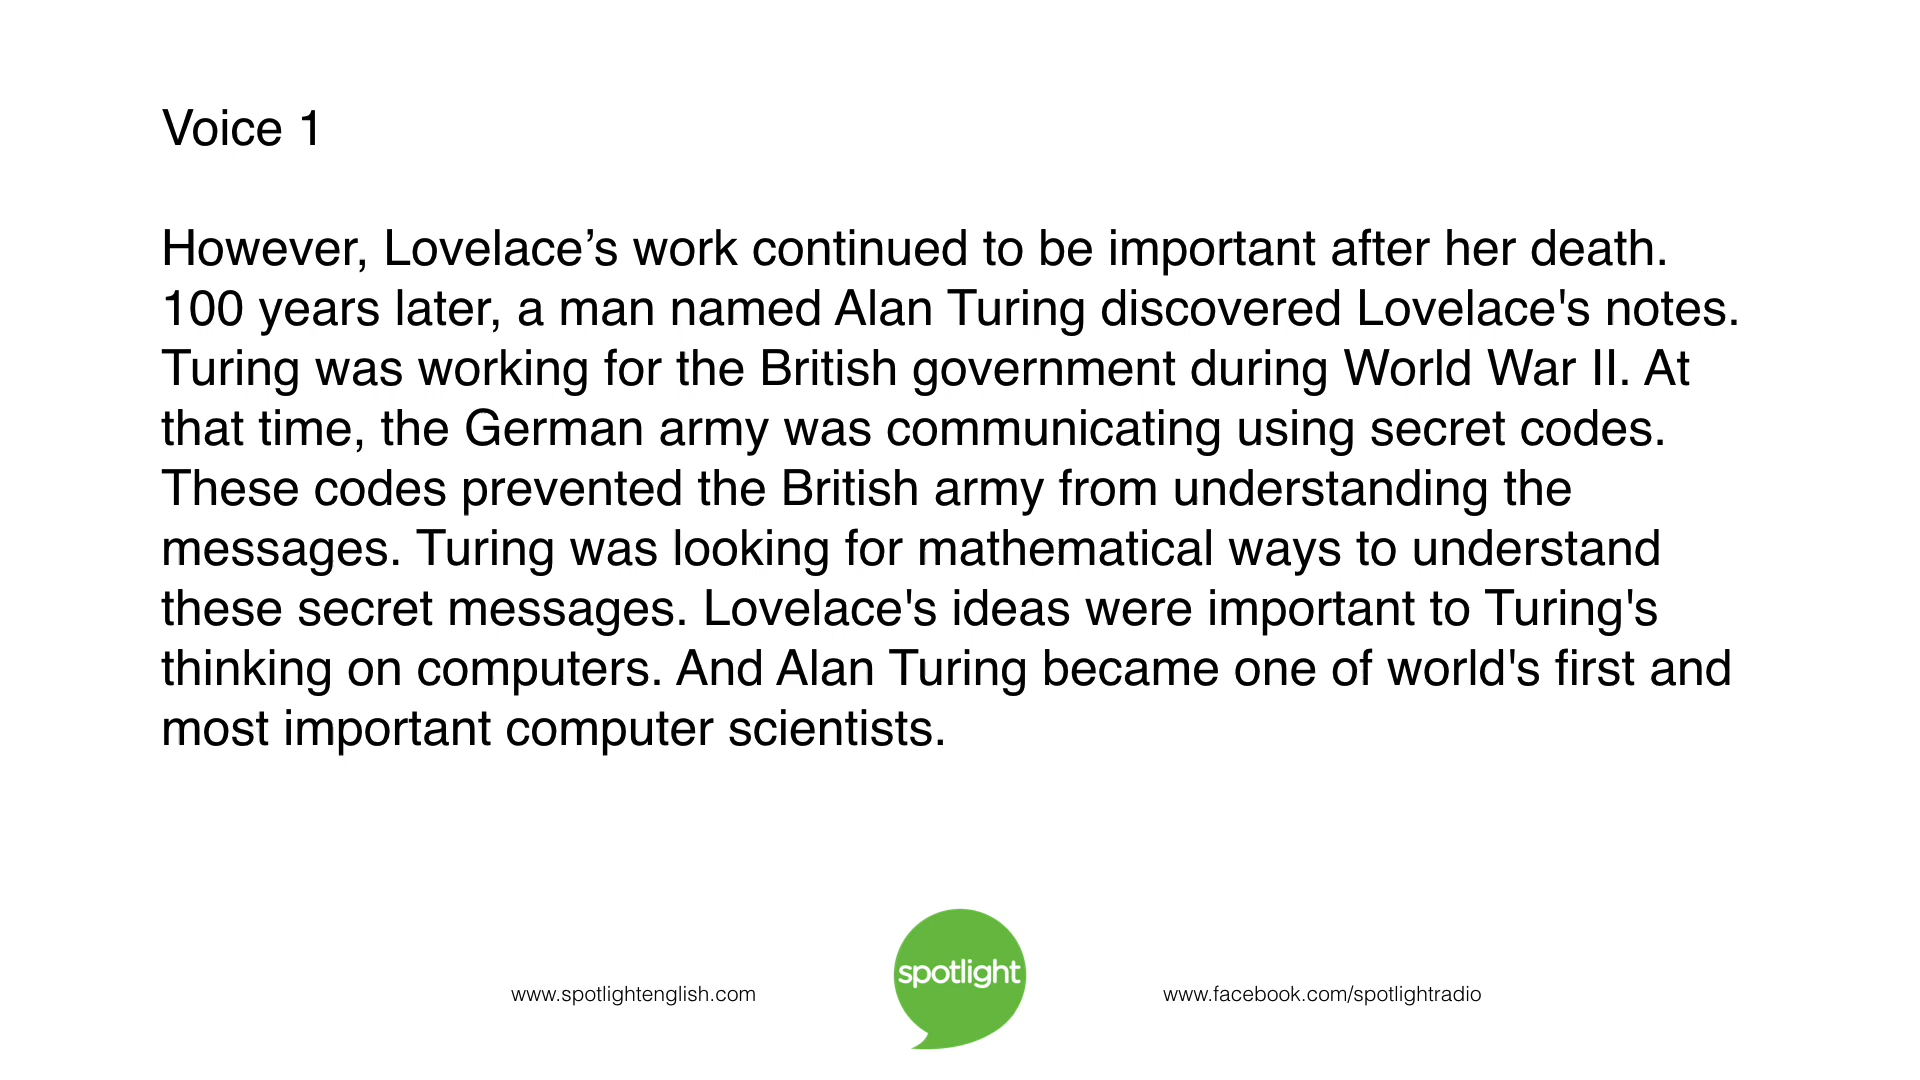 Voice 1
However, Lovelace’s work continued to be important after her death.
100 years later, a man named Alan Turing discovered Lovelace's notes.
Turing was working for the British government during World War II. At
that time, the German army was communicating using secret codes.
These codes prevented the British army from understanding the
messages. Turing was looking for mathematical ways to understand
these secret messages. Lovelace's ideas were important to Turing's
thinking on computers. And Alan Turing became one of world's first and
most important computer scientists.
www.spotlightenglish.com
spotlight
www.facebook.com/spotlightradio